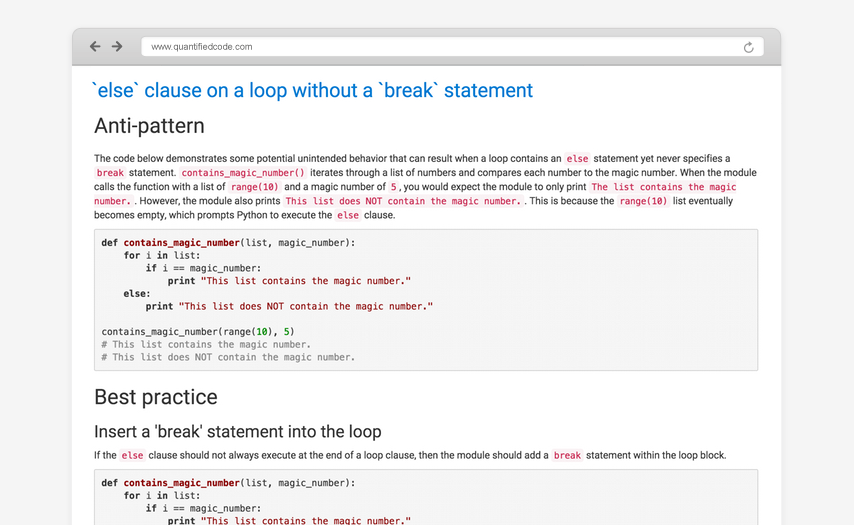 www.quantifiedcode.com
`else` clause on a loop without a `break` statement
Anti-pattern
The code below demonstrates some potential unintended behavior that can result when a loop contains an else statement yet never specifies a
break statement. contains_magic_number() iterates through a list of numbers and compares each number to the magic number. When the module
calls the function with a list of range(10) and a magic number of 5 , you would expect the module to only print The list contains the magic
number. . However, the module also prints This list does NOT contain the magic number. . This is because the range(10) list eventually
becomes empty, which prompts Python to execute the else clause.
def contains_magic_number(list, magic_number):
    for i in list:
        if i == magic_number:
            print "This list contains the magic number."
    else:
        print "This list does NOT contain the magic number."
contains_magic_number(range(10), 5)
# This list contains the magic number.
# This list does NOT contain the magic number.
Best practice
Insert a 'break' statement into the loop
If the else clause should not always execute at the end of a loop clause, then the module should add a break statement within the loop block.
def contains_magic_number(list, magic_number):
    for i in list:
        if i == magic_number:
            print "This list contains the magic number."